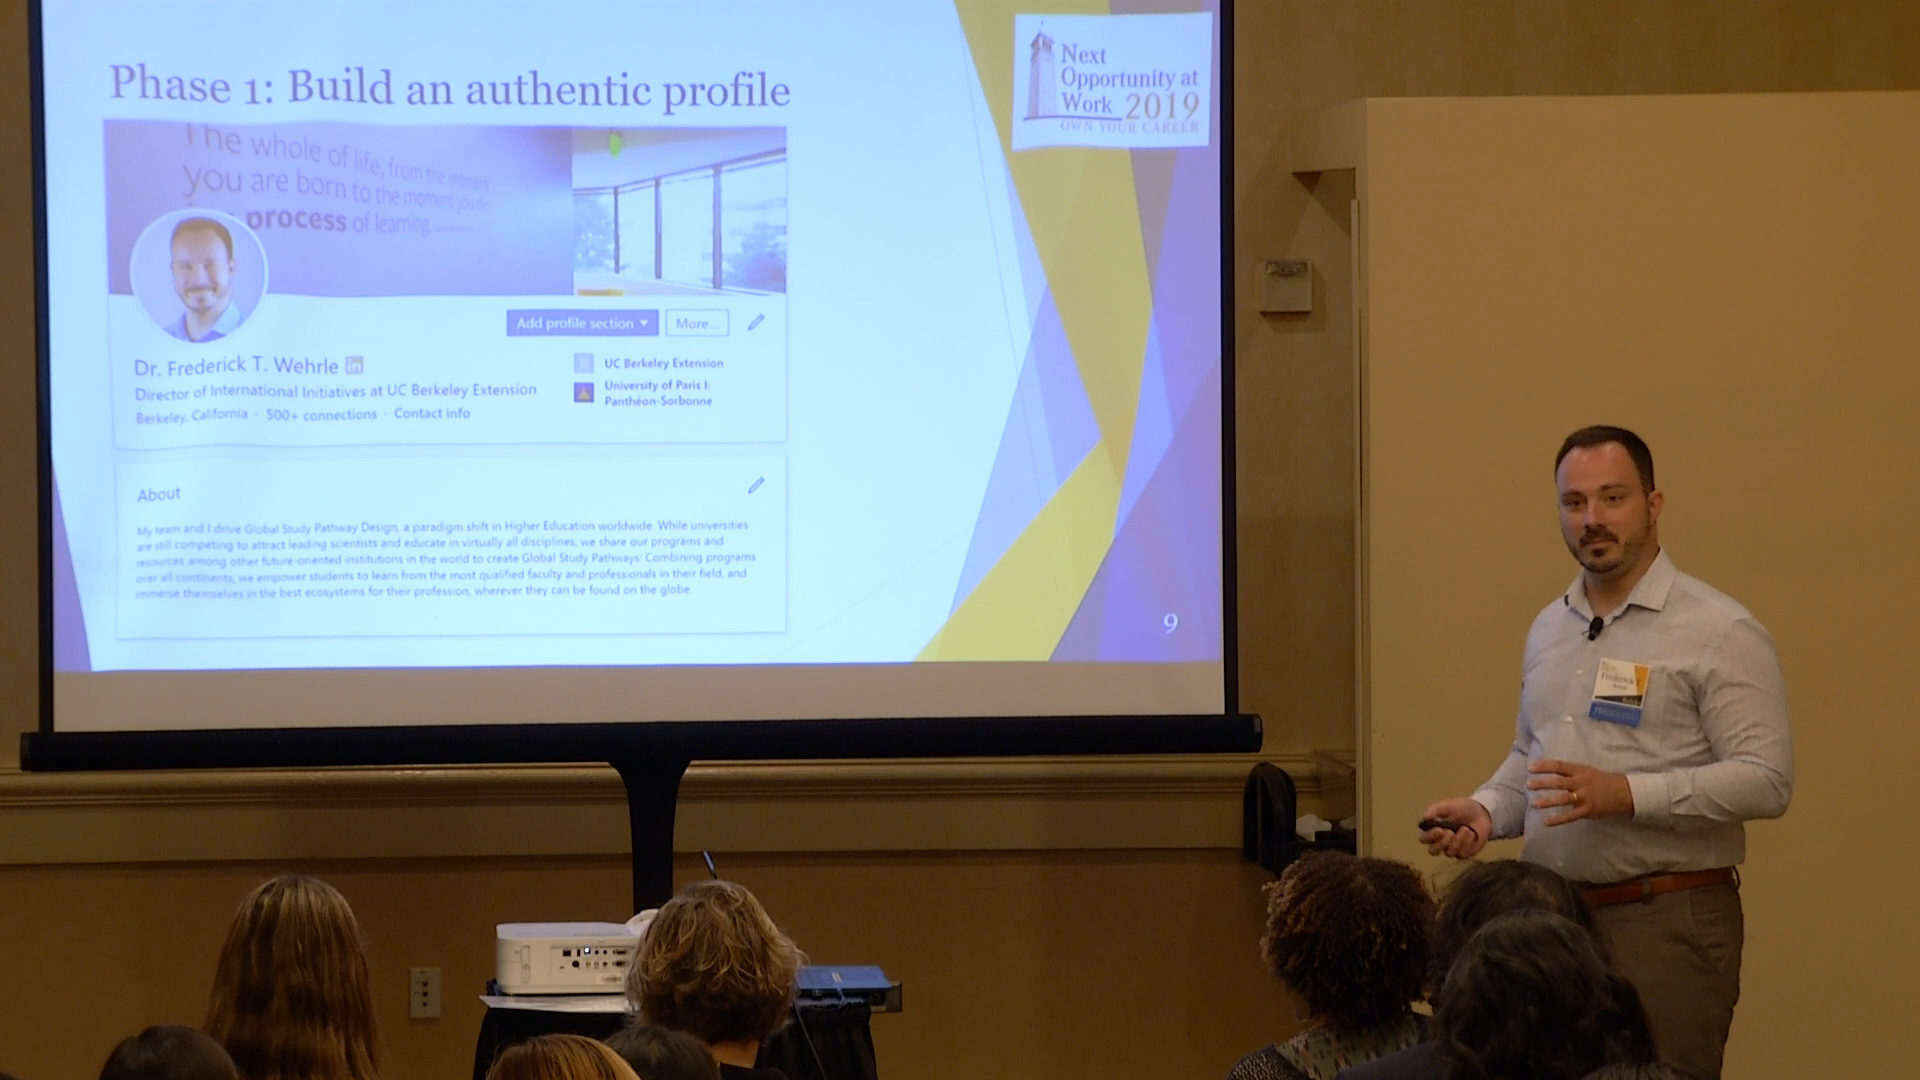 Phase 1: Build an authentic profile
Next
Opportunity at
Work 2019
OWN YOUR CAREER
The whole of life, from the moment
you are born to the moment you die,
process of learning.
Add profile section
More...
Dr. Frederick T. Wehrle in
Director of International Initiatives at UC Berkeley Extension
Berkeley, California · 500+ connections · Contact info
UC Berkeley Extension
University of Paris I:
Panthéon-Sorbonne
About
My team and I drive Global Study Pathway Design, a paradigm shift in Higher Education worldwide. While universities
are still competing to attract leading scientists and educate in virtually all disciplines, we share our programs and
resources among other future-oriented institutions in the world to create Global Study Pathways: Combining programs
over all continents, we empower students to learn from the most qualified faculty and professionals in their field, and
immerse themselves in the best ecosystems for their profession, wherever they can be found on the globe.
9
Frederick T.